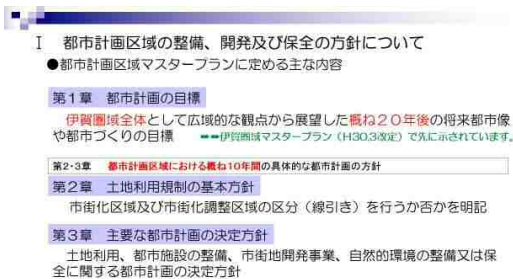 Ⅰ 都市計画区域の整備、開発及び保全の方針について
●都市計画区域マスタープランに定める主な内容
第1章 都市計画の目標
伊賀圏域全体として広域的な観点から展望した概ね20年後の将来都市像
や都市づくりの目標 ➡➡伊賀圏域マスタープラン（H30.3改定）で先に示されています。
第2・3章 都市計画区域における概ね10年間の具体的な都市計画の方針
第2章 土地利用規制の基本方針
市街化区域及び市街化調整区域の区分（線引き）を行うか否かを明記
第3章 主要な都市計画の決定方針
土地利用、都市施設の整備、市街地開発事業、自然的環境の整備又は保
全に関する都市計画の決定方針